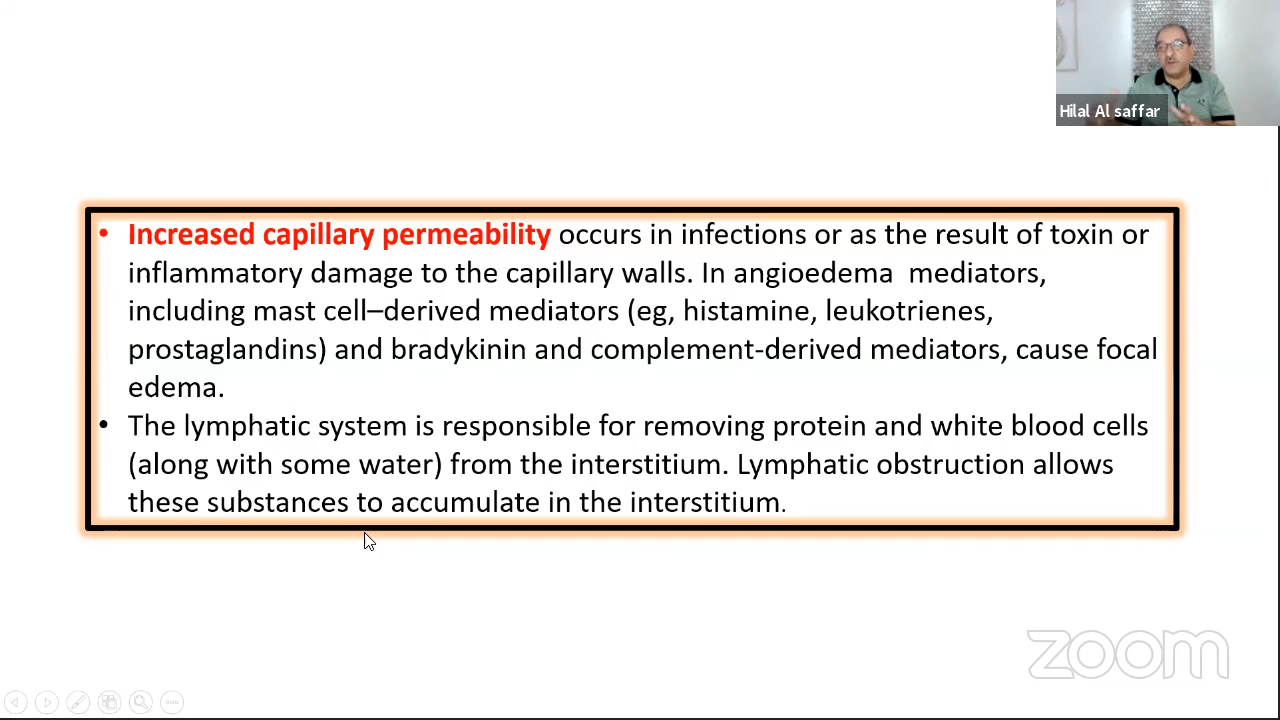 Hilal Al saffar
• Increased capillary permeability occurs in infections or as the result of toxin or
inflammatory damage to the capillary walls. In angioedema  mediators,
including mast cell–derived mediators (eg, histamine, leukotrienes,
prostaglandins) and bradykinin and complement-derived mediators, cause focal
edema.
• The lymphatic system is responsible for removing protein and white blood cells
(along with some water) from the interstitium. Lymphatic obstruction allows
these substances to accumulate in the interstitium.
zoom